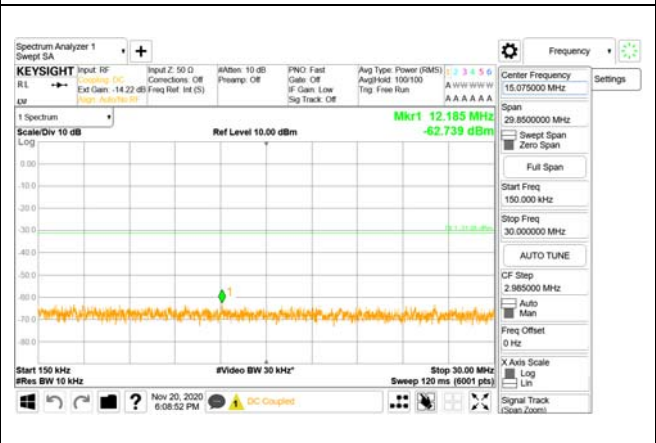 Spectrum Analyzer 1
Swept SA
Frequency
KEYSIGHT
RL
Input: RF
Coupling: DC
Ext Gain: -14.22 dB
Align: Auto/No RF
Input Z: 50 Ω
Corrections: Off
Freq Ref: Int (S)
#Atten: 10 dB
Preamp: Off
PNO: Fast
Gate: Off
IF Gain: Low
Sig Track: Off
Avg Type: Power (RMS)
Avg|Hold: 100/100
Trig: Free Run
1 2 3 4 5 6
A W W W W W
A A A A A A
1 Spectrum
Mkr1 12.185 MHz
Scale/Div 10 dB
Ref Level 10.00 dBm
-62.739 dBm
Log
0.00
-10.0
-20.0
-30.0
-40.0
-50.0
-60.0
-70.0
-80.0
1
Start 150 kHz
#Video BW 30 kHz*
Stop 30.00 MHz
#Res BW 10 kHz
Sweep 120 ms (6001 pts)
Nov 20, 2020
6:08:52 PM
DC Coupled
Center Frequency
15.075000 MHz
Settings
Span
29.8500000 MHz
Swept Span
Zero Span
Full Span
Start Freq
150.000 kHz
Stop Freq
30.000000 MHz
AUTO TUNE
CF Step
2.985000 MHz
Auto
Man
Freq Offset
0 Hz
X Axis Scale
Log
Lin
Signal Track
(Span Zoom)